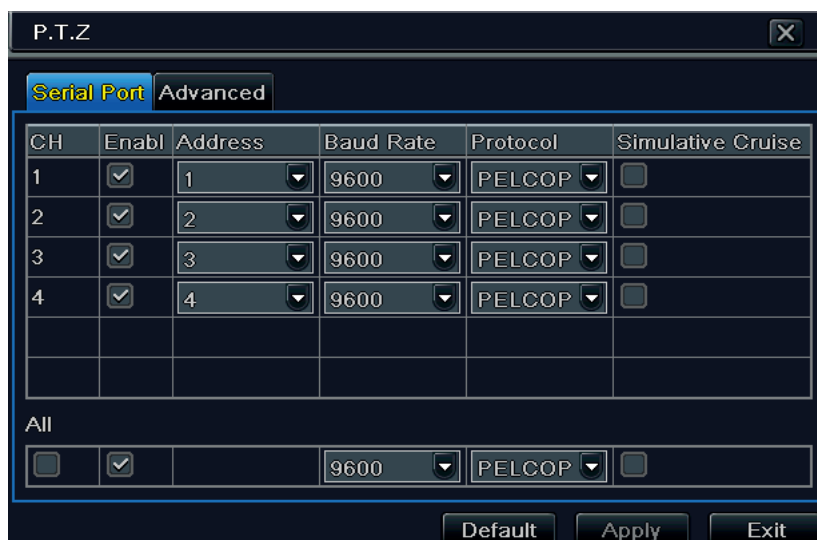 P.T.Z
Serial Port Advanced
CH Enabl Address Baud Rate Protocol Simulative Cruise
1 1 9600 PELCOP
2 2 9600 PELCOP
3 3 9600 PELCOP
4 4 9600 PELCOP
All
9600 PELCOP
Default Apply Exit